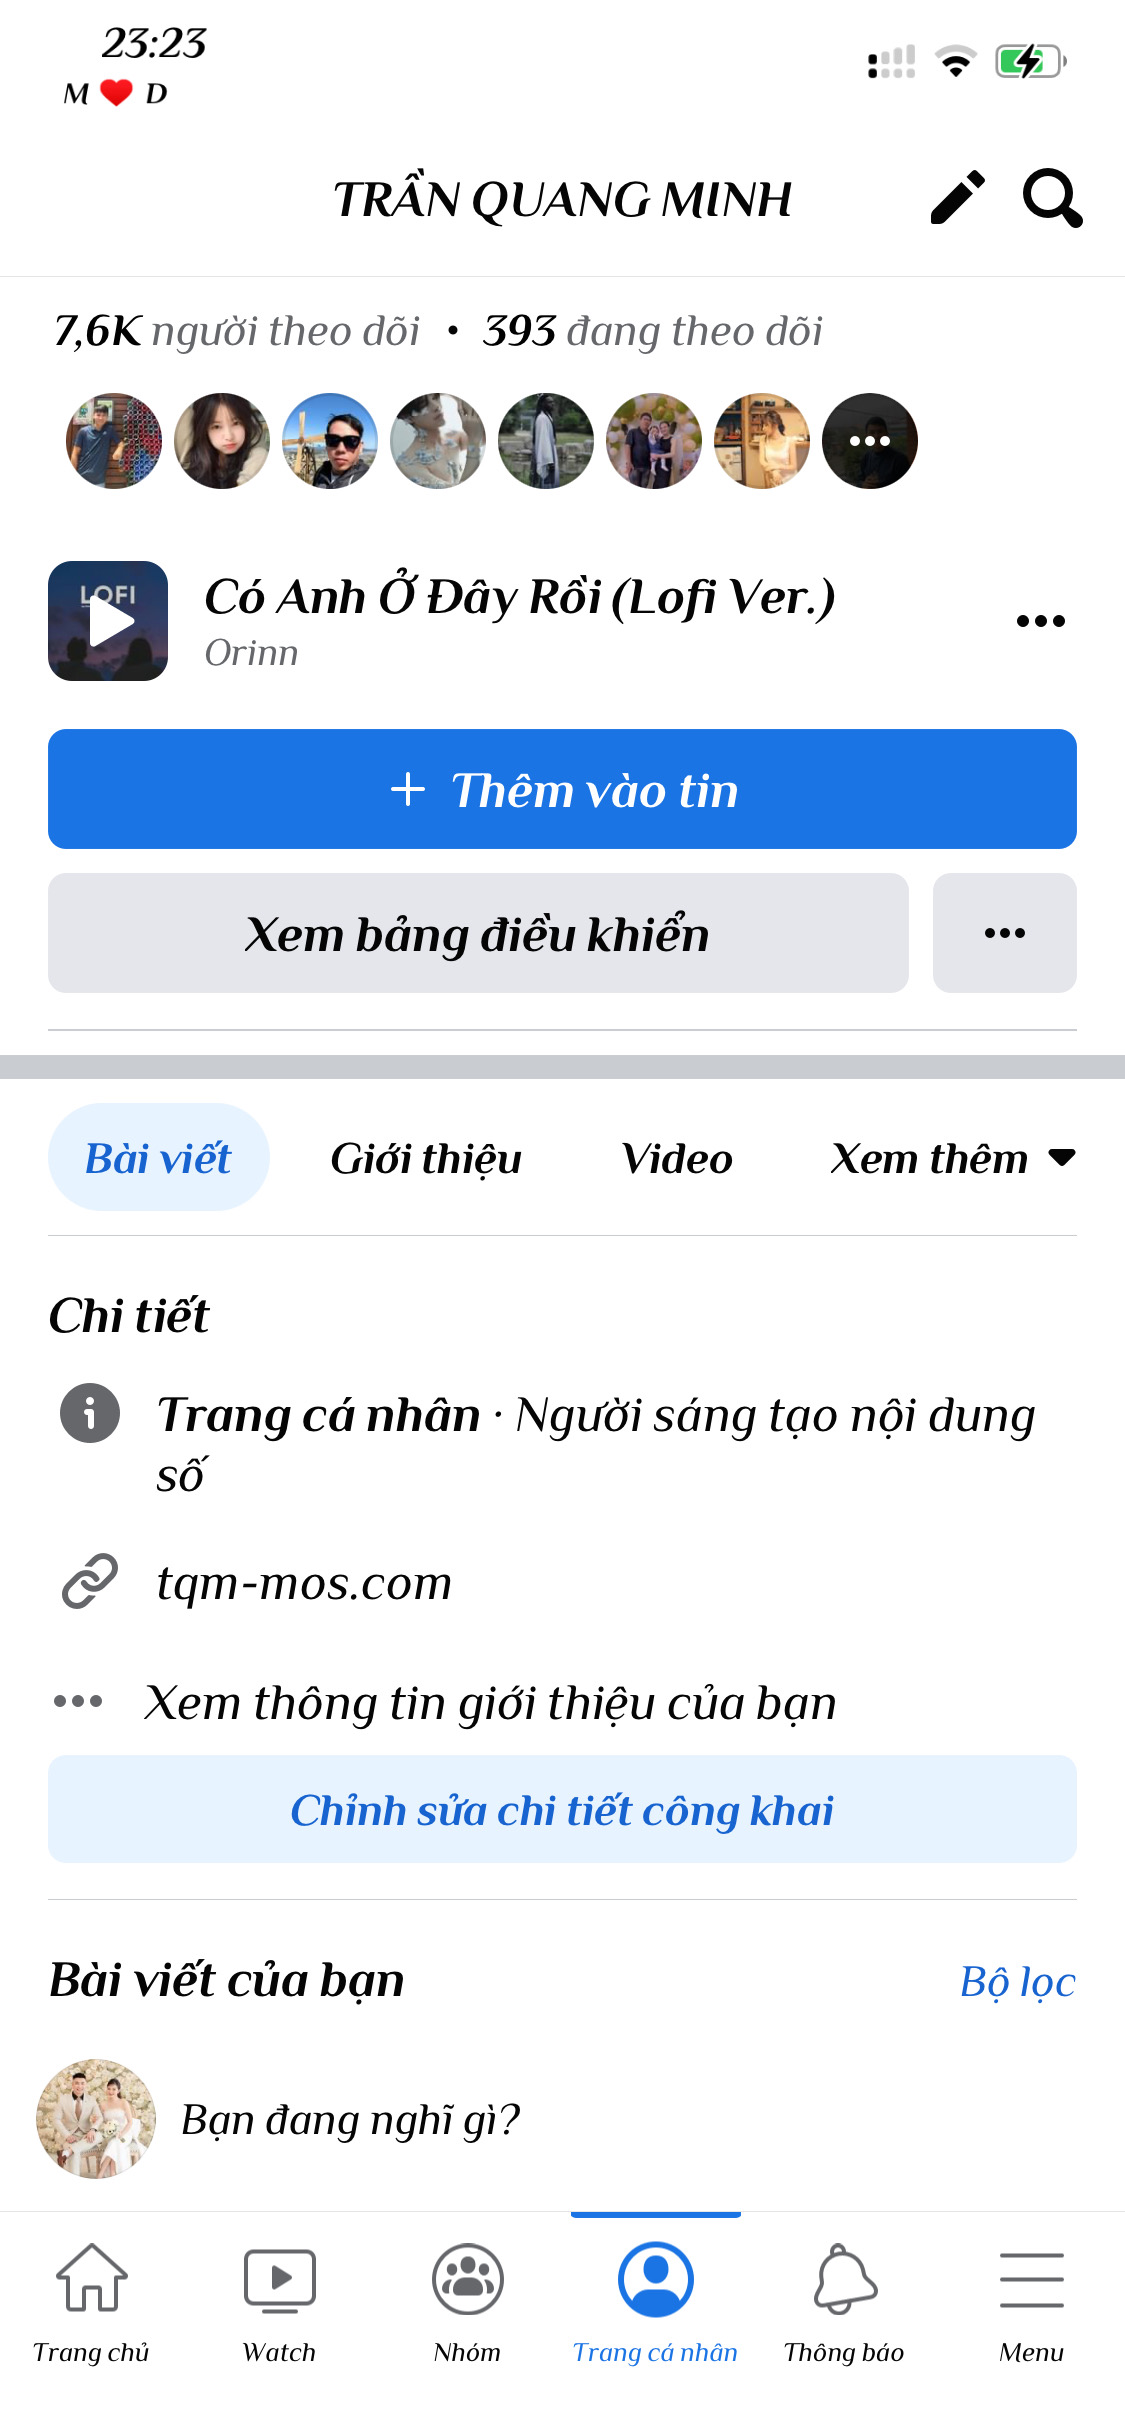 23:23
M ❤️ D
TRẦN QUANG MINH
7,6K người theo dõi • 393 đang theo dõi
LOFI
Có Anh Ở Đây Rồi (Lofi Ver.)
Orinn
+ Thêm vào tin
Xem bảng điều khiển
Bài viết Giới thiệu Video Xem thêm
Chi tiết
Trang cá nhân · Người sáng tạo nội dung
số
tqm-mos.com
Xem thông tin giới thiệu của bạn
Chỉnh sửa chi tiết công khai
Bài viết của bạn Bộ lọc
Bạn đang nghĩ gì?
Trang chủ Watch Nhóm Trang cá nhân Thông báo Menu